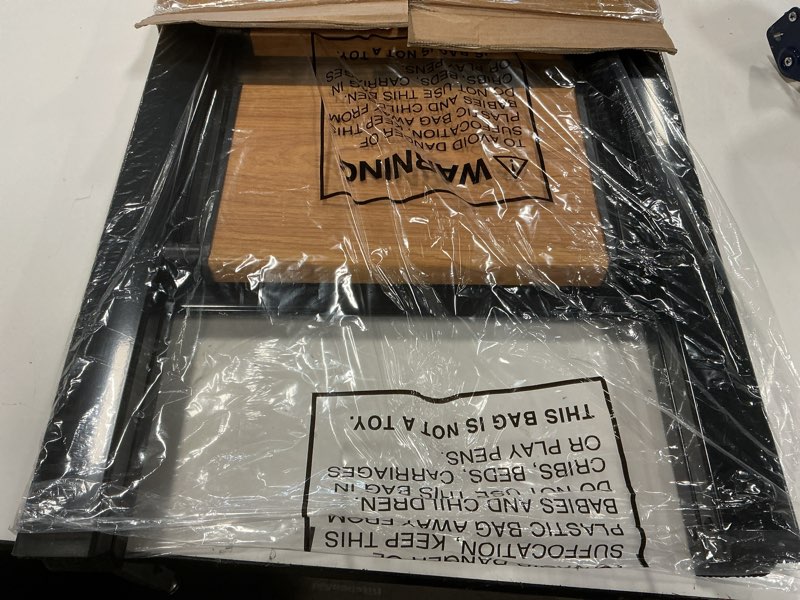 WARNING
TO AVOID DANGER OF
SUFFOCATION, KEEP THIS
PLASTIC BAG AWAY FROM
BABIES AND CHILDREN.
DO NOT USE THIS BAG IN
CRIBS, BEDS, CARRIAGES
OR PLAY PENS.
THIS BAG IS NOT A TOY.
DANGER OF
SUFFOCATION, KEEP THIS
PLASTIC BAG AWAY FROM
BABIES AND CHILDREN.
DO NOT USE THIS BAG IN
CRIBS, BEDS, CARRIAGES
OR PLAY PENS.
THIS BAG IS NOT A TOY.